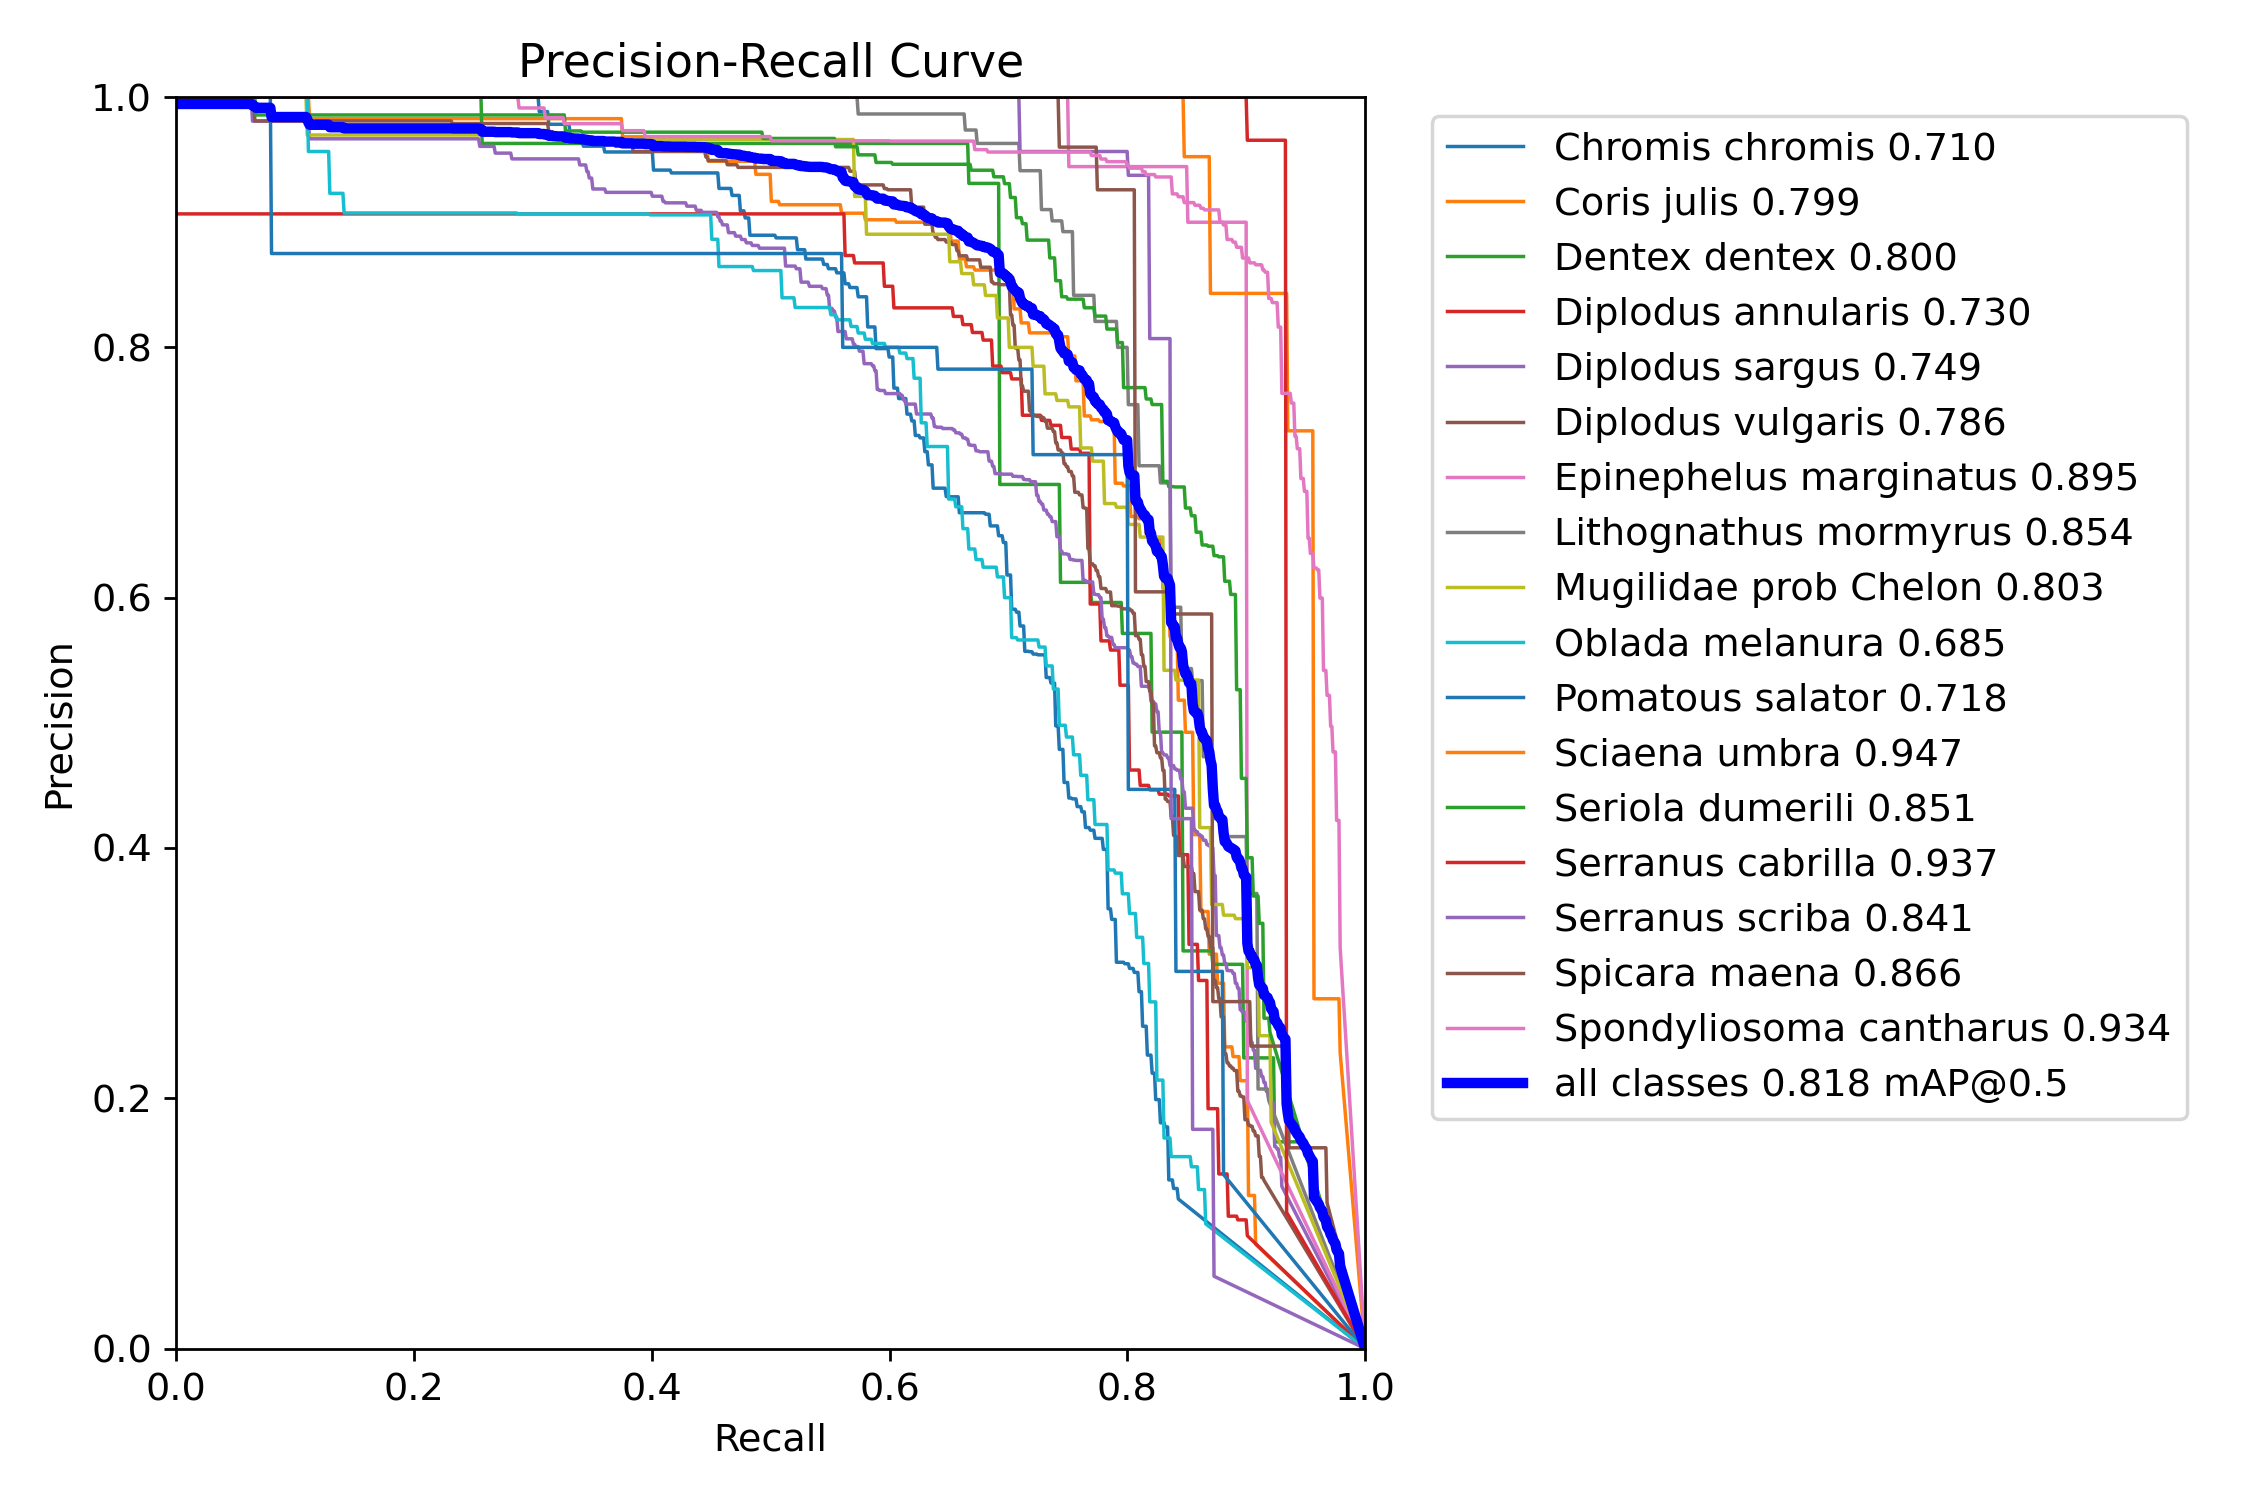 Precision-Recall Curve
1.0
0.8
0.6
0.4
0.2
0.0
Precision
0.0 0.2 0.4 0.6 0.8 1.0
Recall
Chromis chromis 0.710
Coris julis 0.799
Dentex dentex 0.800
Diplodus annularis 0.730
Diplodus sargus 0.749
Diplodus vulgaris 0.786
Epinephelus marginatus 0.895
Lithognathus mormyrus 0.854
Mugilidae prob Chelon 0.803
Oblada melanura 0.685
Pomatous salator 0.718
Sciaena umbra 0.947
Seriola dumerili 0.851
Serranus cabrilla 0.937
Serranus scriba 0.841
Spicara maena 0.866
Spondyliosoma cantharus 0.934
all classes 0.818 mAP@0.5